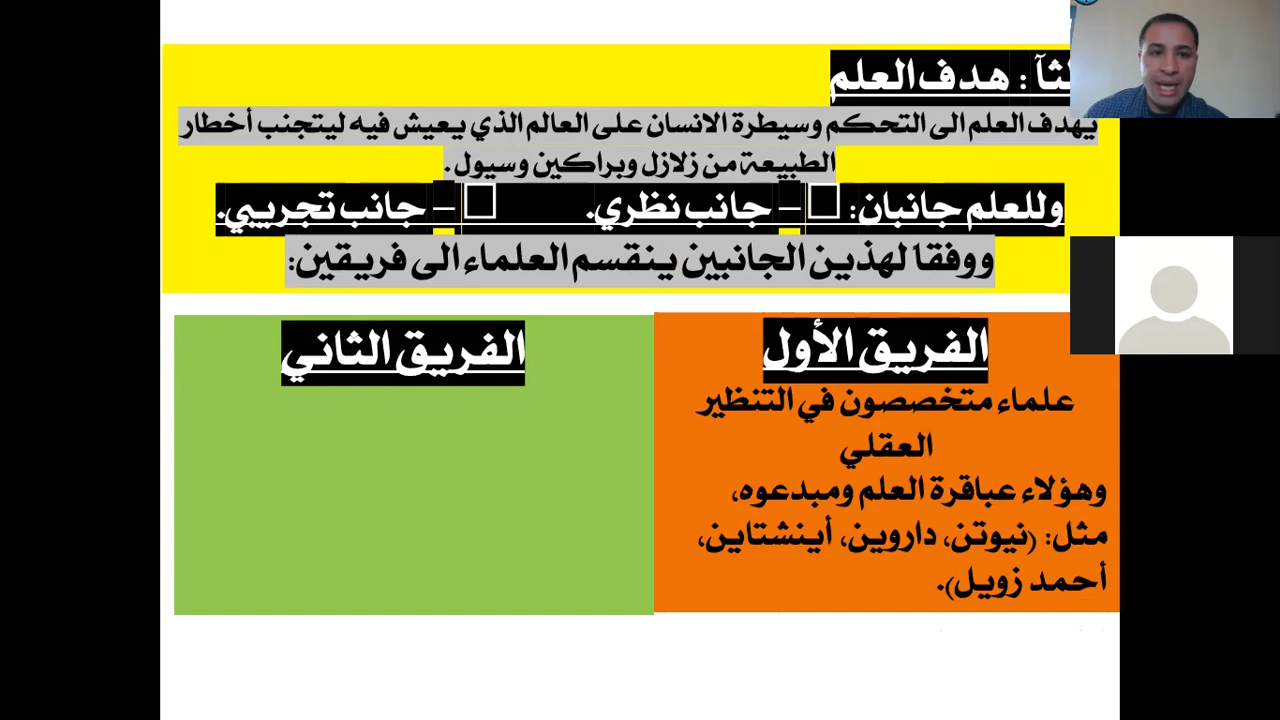 ثآ : هدف العلم
يهدف العلم الى التحكم وسيطرة الانسان على العالم الذي يعيش فيه ليتجنب أخطار
الطبيعة من زلازل وبراكين وسيول.
وللعلم جانبان: – جانب نظري. – جانب تجريبي.
ووفقاً لهذين الجانبين ينقسم العلماء الى فريقين:
الفريق الأول
علماء متخصصون في التنظير
العقلي
وهؤلاء عباقرة العلم ومبدعوه،
مثل: (نيوتن، داروين، أينشتاين،
أحمد زويل).
الفريق الثاني